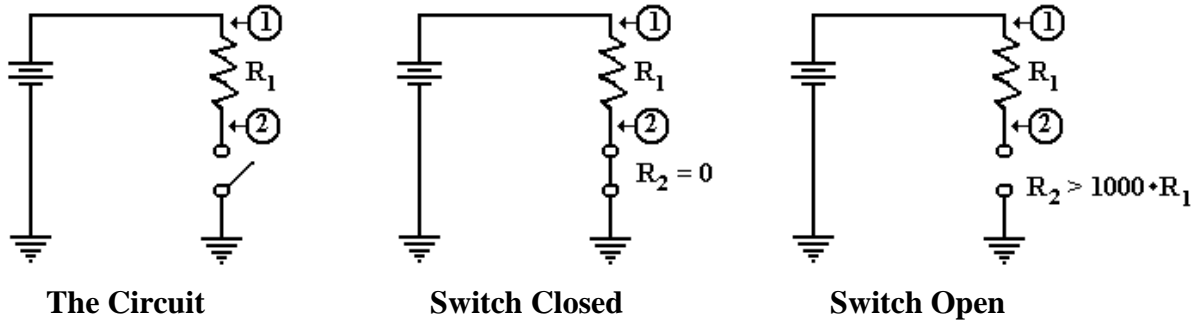 1
R1
2
The Circuit
1
R1
2
R2 = 0
Switch Closed
1
R1
2
R2 > 1000•R1
Switch Open